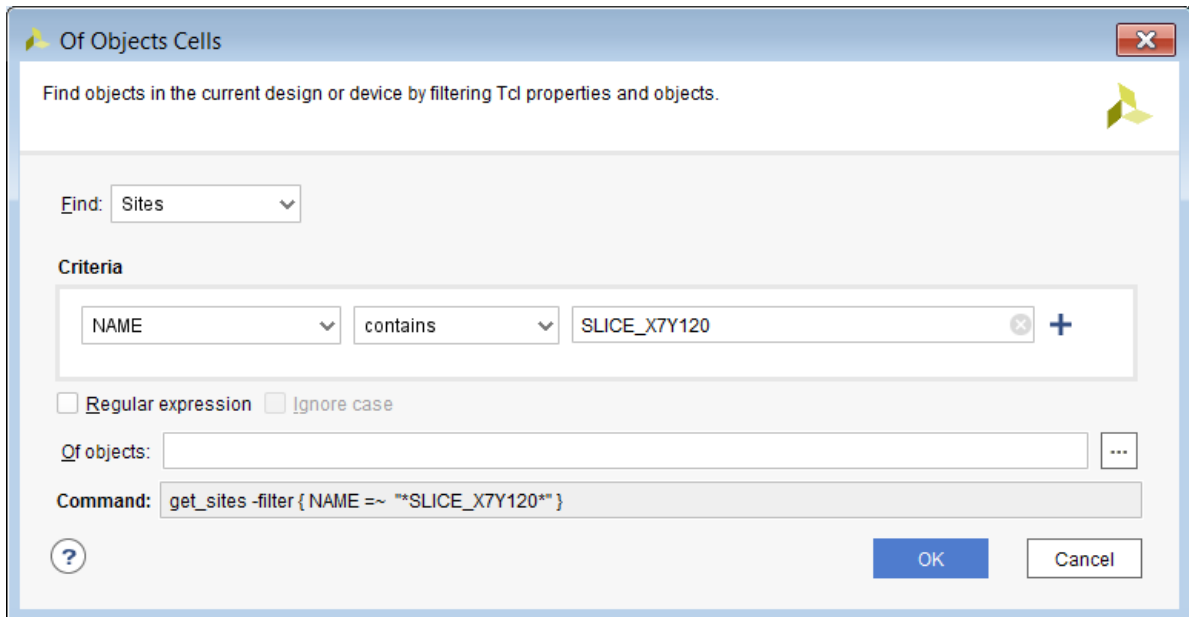 Of Objects Cells
Find objects in the current design or device by filtering Tcl properties and objects.
Find: Sites
Criteria
NAME contains SLICE_X7Y120
Regular expression Ignore case
Of objects: ...
Command: get_sites -filter { NAME =~ "*SLICE_X7Y120*" }
? OK Cancel